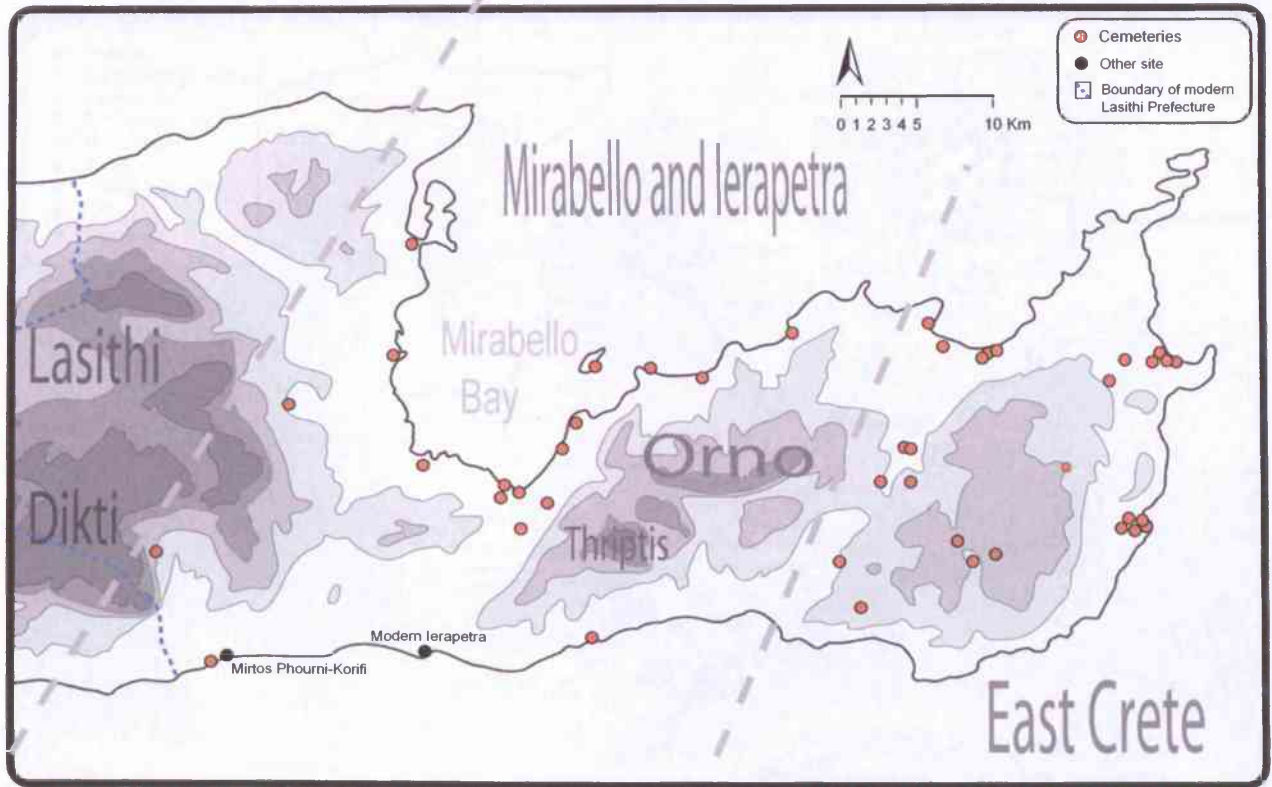 Cemeteries
Other site
Boundary of modern
Lasithi Prefecture
0 1 2 3 4 5 10 Km
Mirabello and Ierapetra
Mirabello
Bay
Lasithi
Dikti
Orno
Thriptis
Modern Ierapetra
Mirtos Phourni-Korifi
East Crete